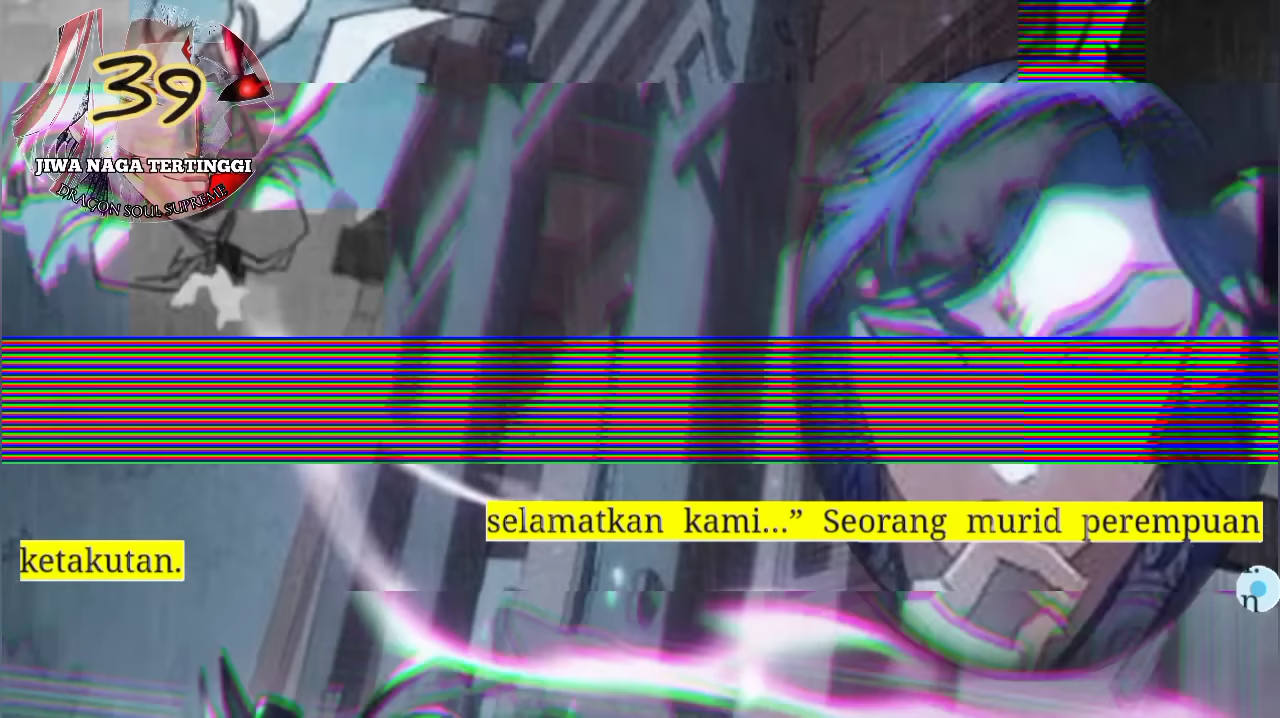 39
JIWA NAGA TERTINGGI
DRAGON SOUL SUPREME
selamatkan kami...” Seorang murid perempuan
ketakutan.
n